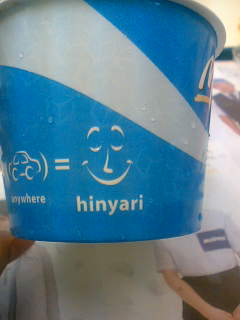 =
anywhere
hinyari